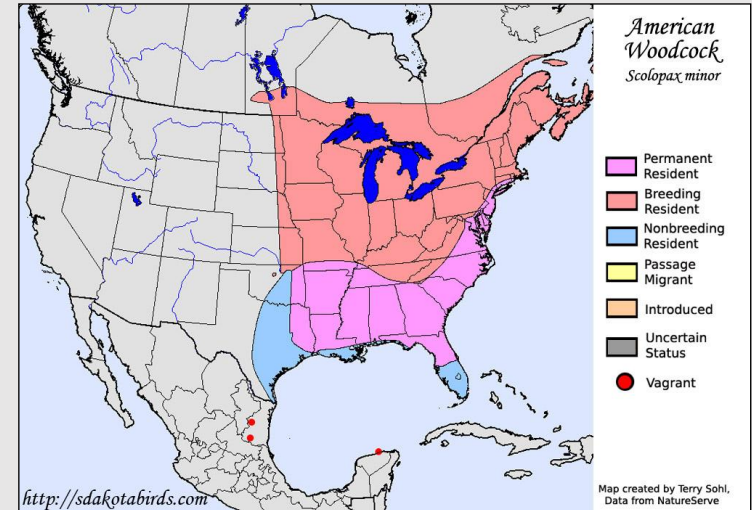 American
Woodcock
Scolopax minor
Permanent
Resident
Breeding
Resident
Nonbreeding
Resident
Passage
Migrant
Introduced
Uncertain
Status
Vagrant
http://sdakotabirds.com
Map created by Terry Sohl,
Data from NatureServe